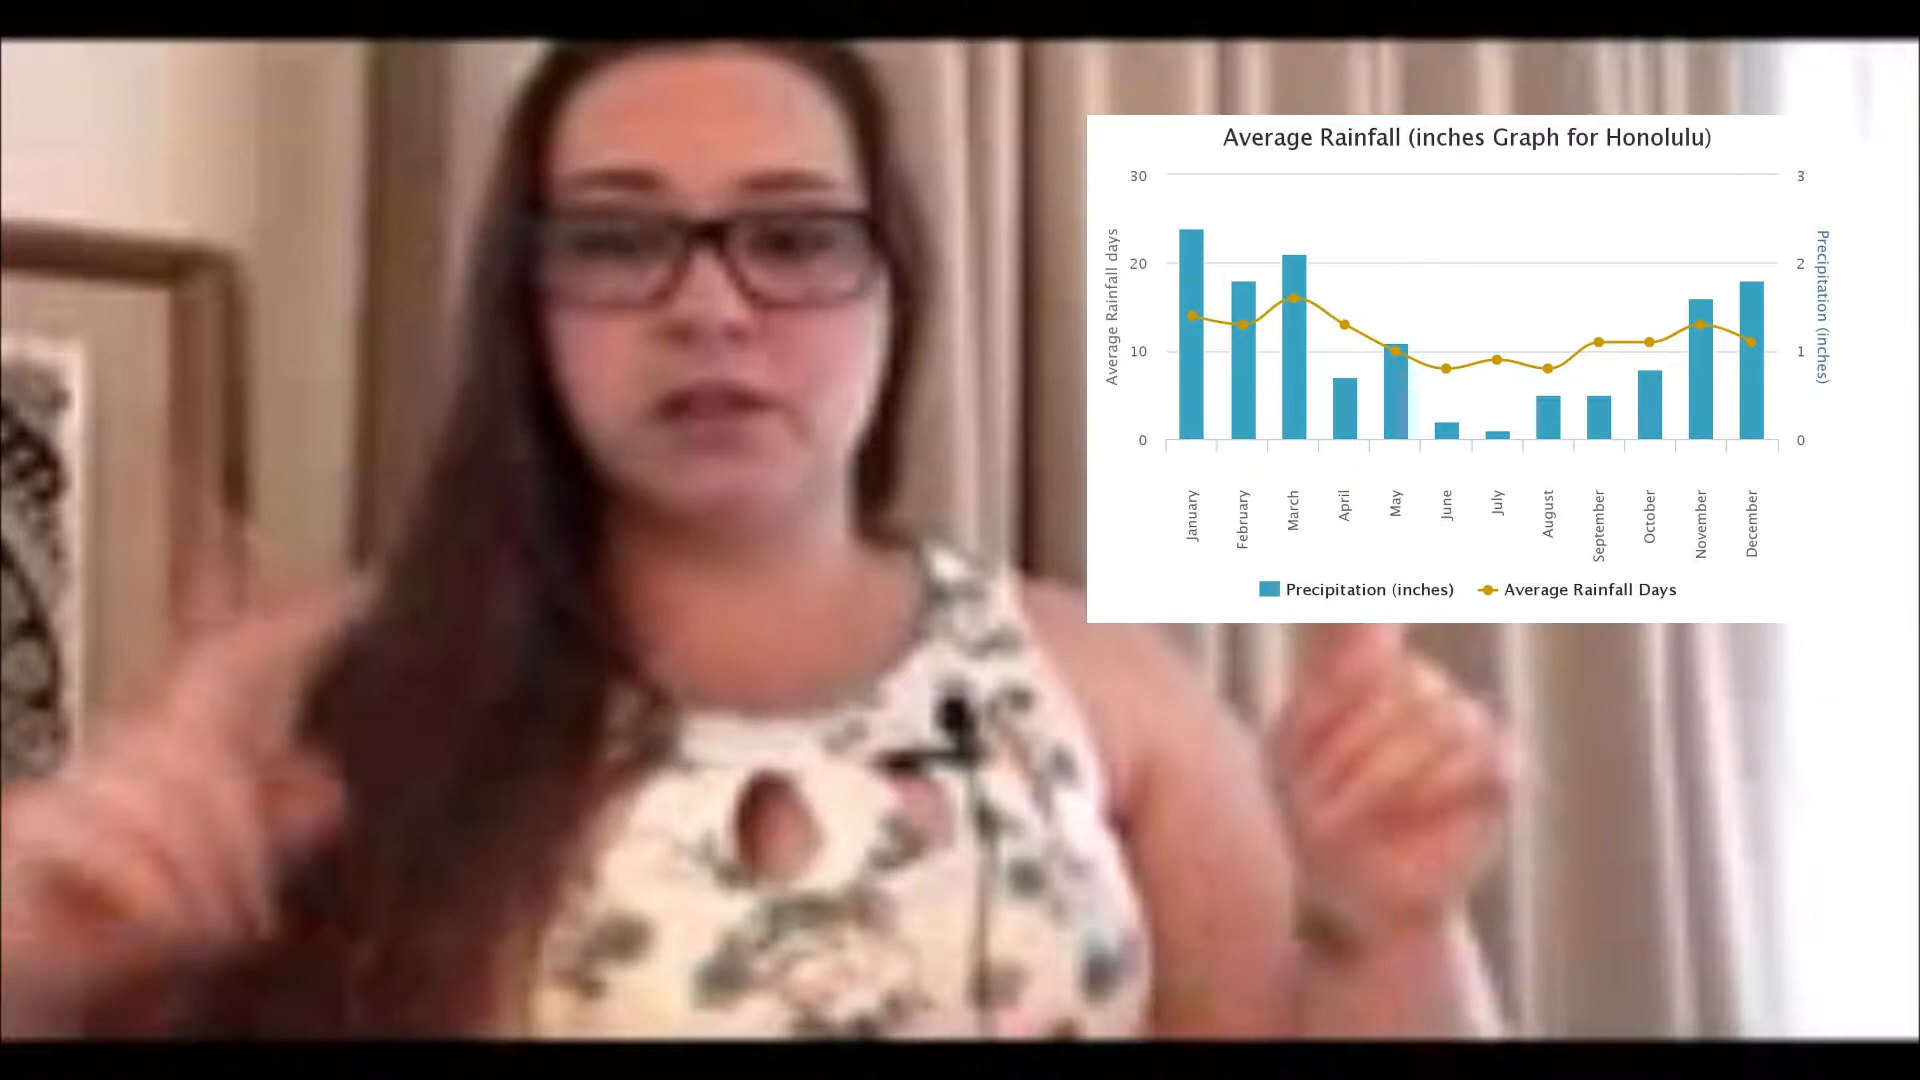 Average Rainfall (inches Graph for Honolulu)
30
20
10
0
Average Rainfall days
3
2
1
0
Precipitation (inches)
January
February
March
April
May
June
July
August
September
October
November
December
Precipitation (inches)
Average Rainfall Days